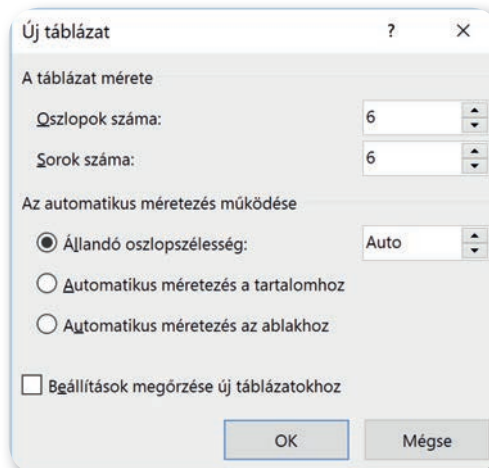 Új táblázat ? ×
A táblázat mérete
Oszlopok száma: 6
Sorok száma: 6
Az automatikus méretezés működése
Állandó oszlopszélesség: Auto
Automatikus méretezés a tartalomhoz
Automatikus méretezés az ablakhoz
Beállítások megőrzése új táblázatokhoz
OK Mégse